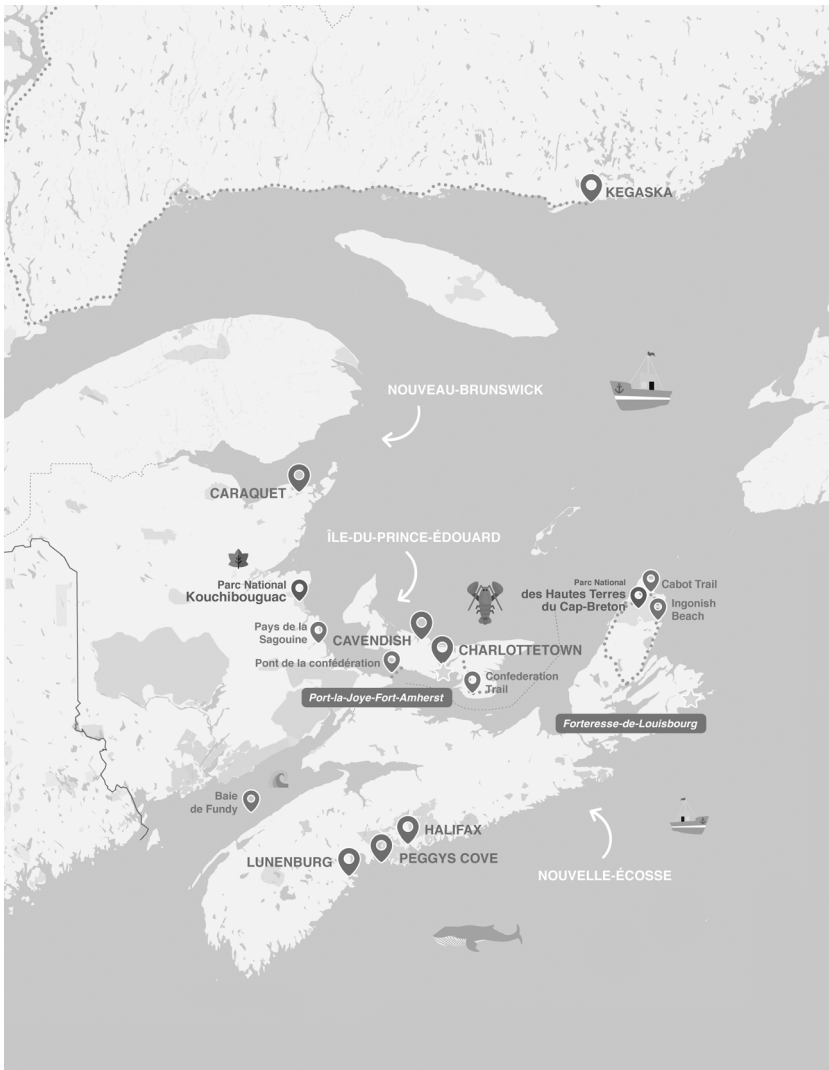 KEGASKA
NOUVEAU-BRUNSWICK
CARAQUET
ÎLE-DU-PRINCE-ÉDOUARD
Parc National
Kouchibouguac
Parc National
des Hautes Terres
du Cap-Breton
Cabot Trail
Ingonish
Beach
Pays de la
Sagouine
CAVENDISH
CHARLOTTETOWN
Pont de la confédération
Confederation
Trail
Port-la-Joye-Fort-Amherst
Forteresse-de-Louisbourg
Baie
de Fundy
HALIFAX
PEGGYS COVE
LUNENBURG
NOUVELLE-ÉCOSSE